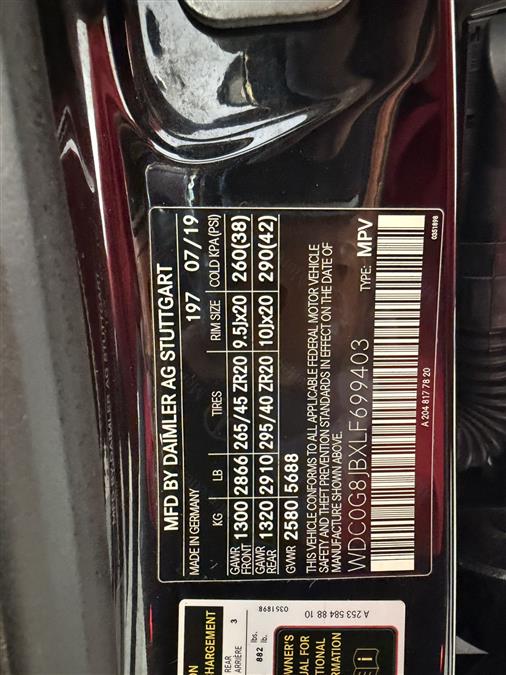 MFD BY DAIMLER AG STUTTGART
MADE IN GERMANY 197 07/19
KG LB TIRES RIM SIZE COLD KPA(PSI)
GAWR FRONT 1300 2866 265/45 ZR20 9.5Jx20 260(38)
GAWR REAR 1320 2910 295/40 ZR20 10Jx20 290(42)
GVWR 2580 5688
THIS VEHICLE CONFORMS TO ALL APPLICABLE FEDERAL MOTOR VEHICLE
SAFETY AND THEFT PREVENTION STANDARDS IN EFFECT ON THE DATE OF
MANUFACTURE SHOWN ABOVE.
TYPE: MPV
WDC0G8JBXLF699403
A 204 817 78 20
0351898
0351898
A 253 584 88 10
CHARGEMENT
REAR
ARRIÈRE 3
882 lbs.
lb.